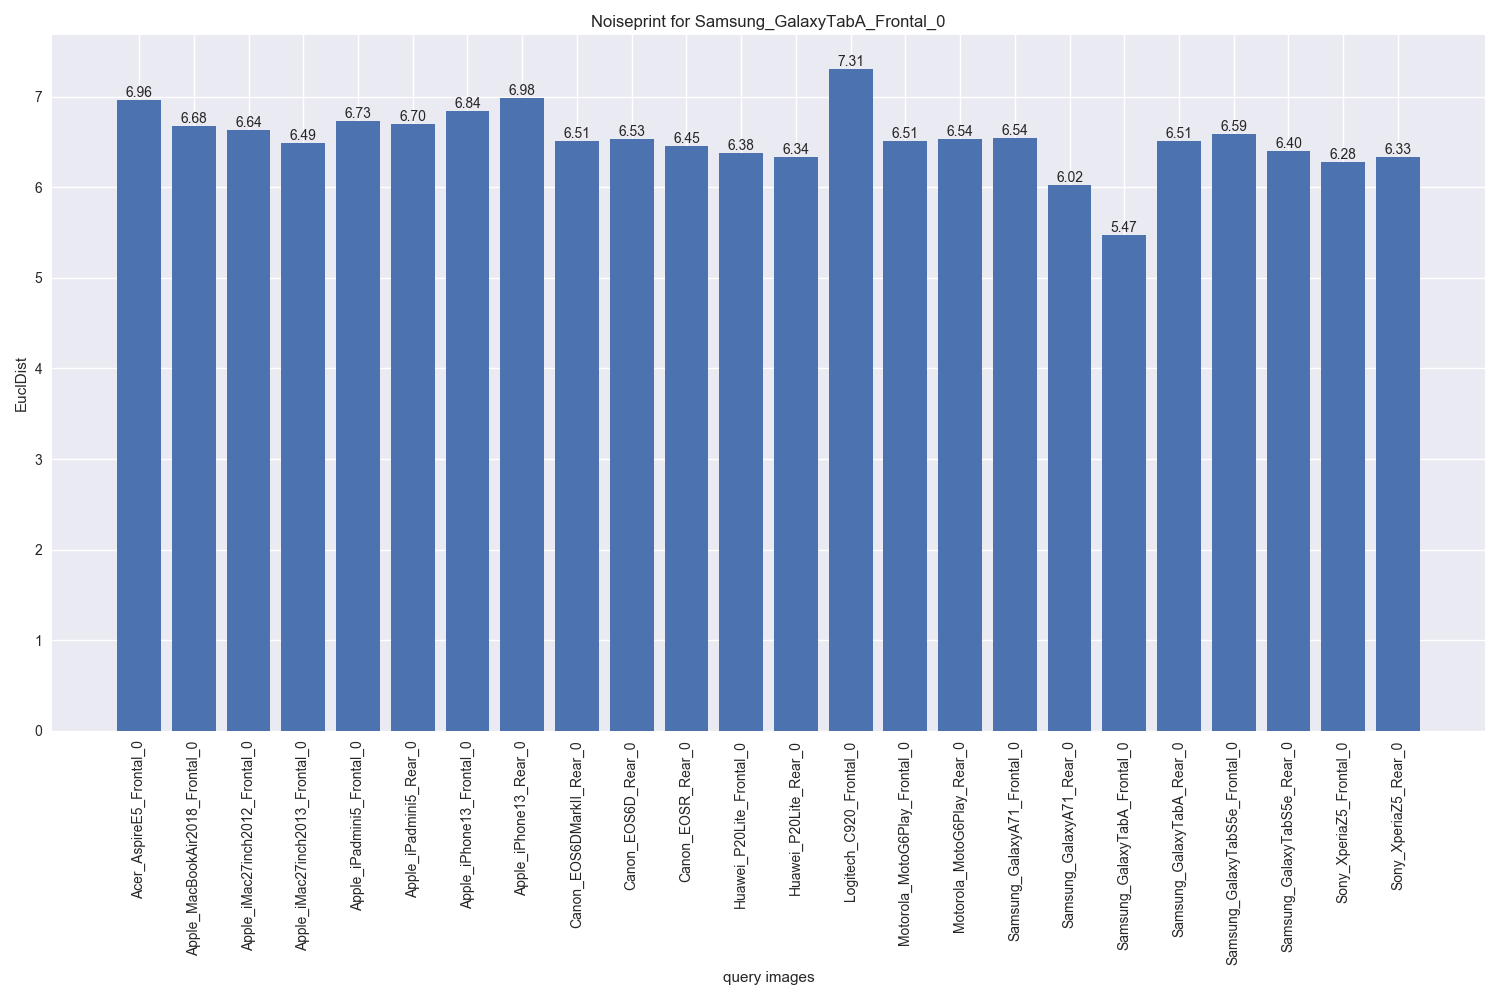 Noiseprint for Samsung_GalaxyTabA_Frontal_0
EuclDist
7
6
5
4
3
2
1
0
6.96
6.68
6.64
6.49
6.73
6.70
6.84
6.98
6.51
6.53
6.45
6.38
6.34
7.31
6.51
6.54
6.54
6.02
5.47
6.51
6.59
6.40
6.28
6.33
Acer_AspireE5_Frontal_0
Apple_MacBookAir2018_Frontal_0
Apple_iMac27inch2012_Frontal_0
Apple_iMac27inch2013_Frontal_0
Apple_iPadmini5_Frontal_0
Apple_iPadmini5_Rear_0
Apple_iPhone13_Frontal_0
Apple_iPhone13_Rear_0
Canon_EOS6DMarkII_Rear_0
Canon_EOS6D_Rear_0
Canon_EOSR_Rear_0
Huawei_P20Lite_Frontal_0
Huawei_P20Lite_Rear_0
Logitech_C920_Frontal_0
Motorola_MotoG6Play_Frontal_0
Motorola_MotoG6Play_Rear_0
Samsung_GalaxyA71_Frontal_0
Samsung_GalaxyA71_Rear_0
Samsung_GalaxyTabA_Frontal_0
Samsung_GalaxyTabA_Rear_0
Samsung_GalaxyTabS5e_Frontal_0
Samsung_GalaxyTabS5e_Rear_0
Sony_XperiaZ5_Frontal_0
Sony_XperiaZ5_Rear_0
query images